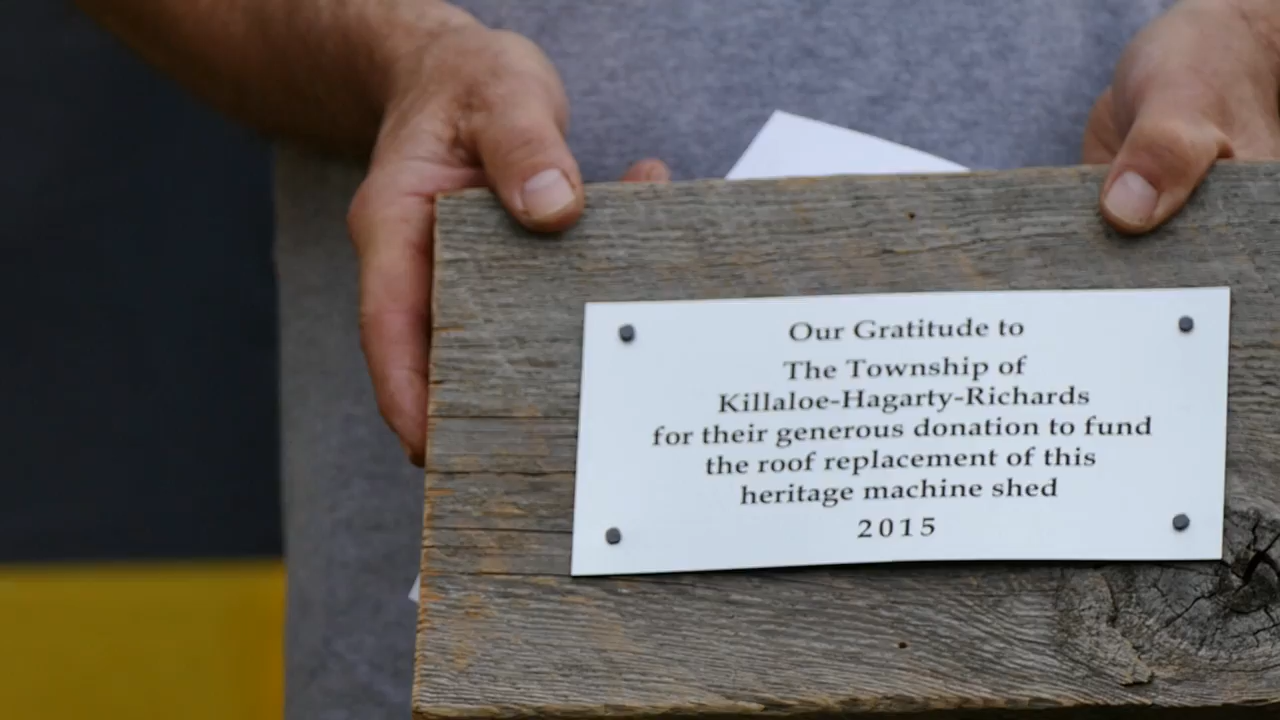 Our Gratitude to
The Township of
Killaloe-Hagarty-Richards
for their generous donation to fund
the roof replacement of this
heritage machine shed
2015